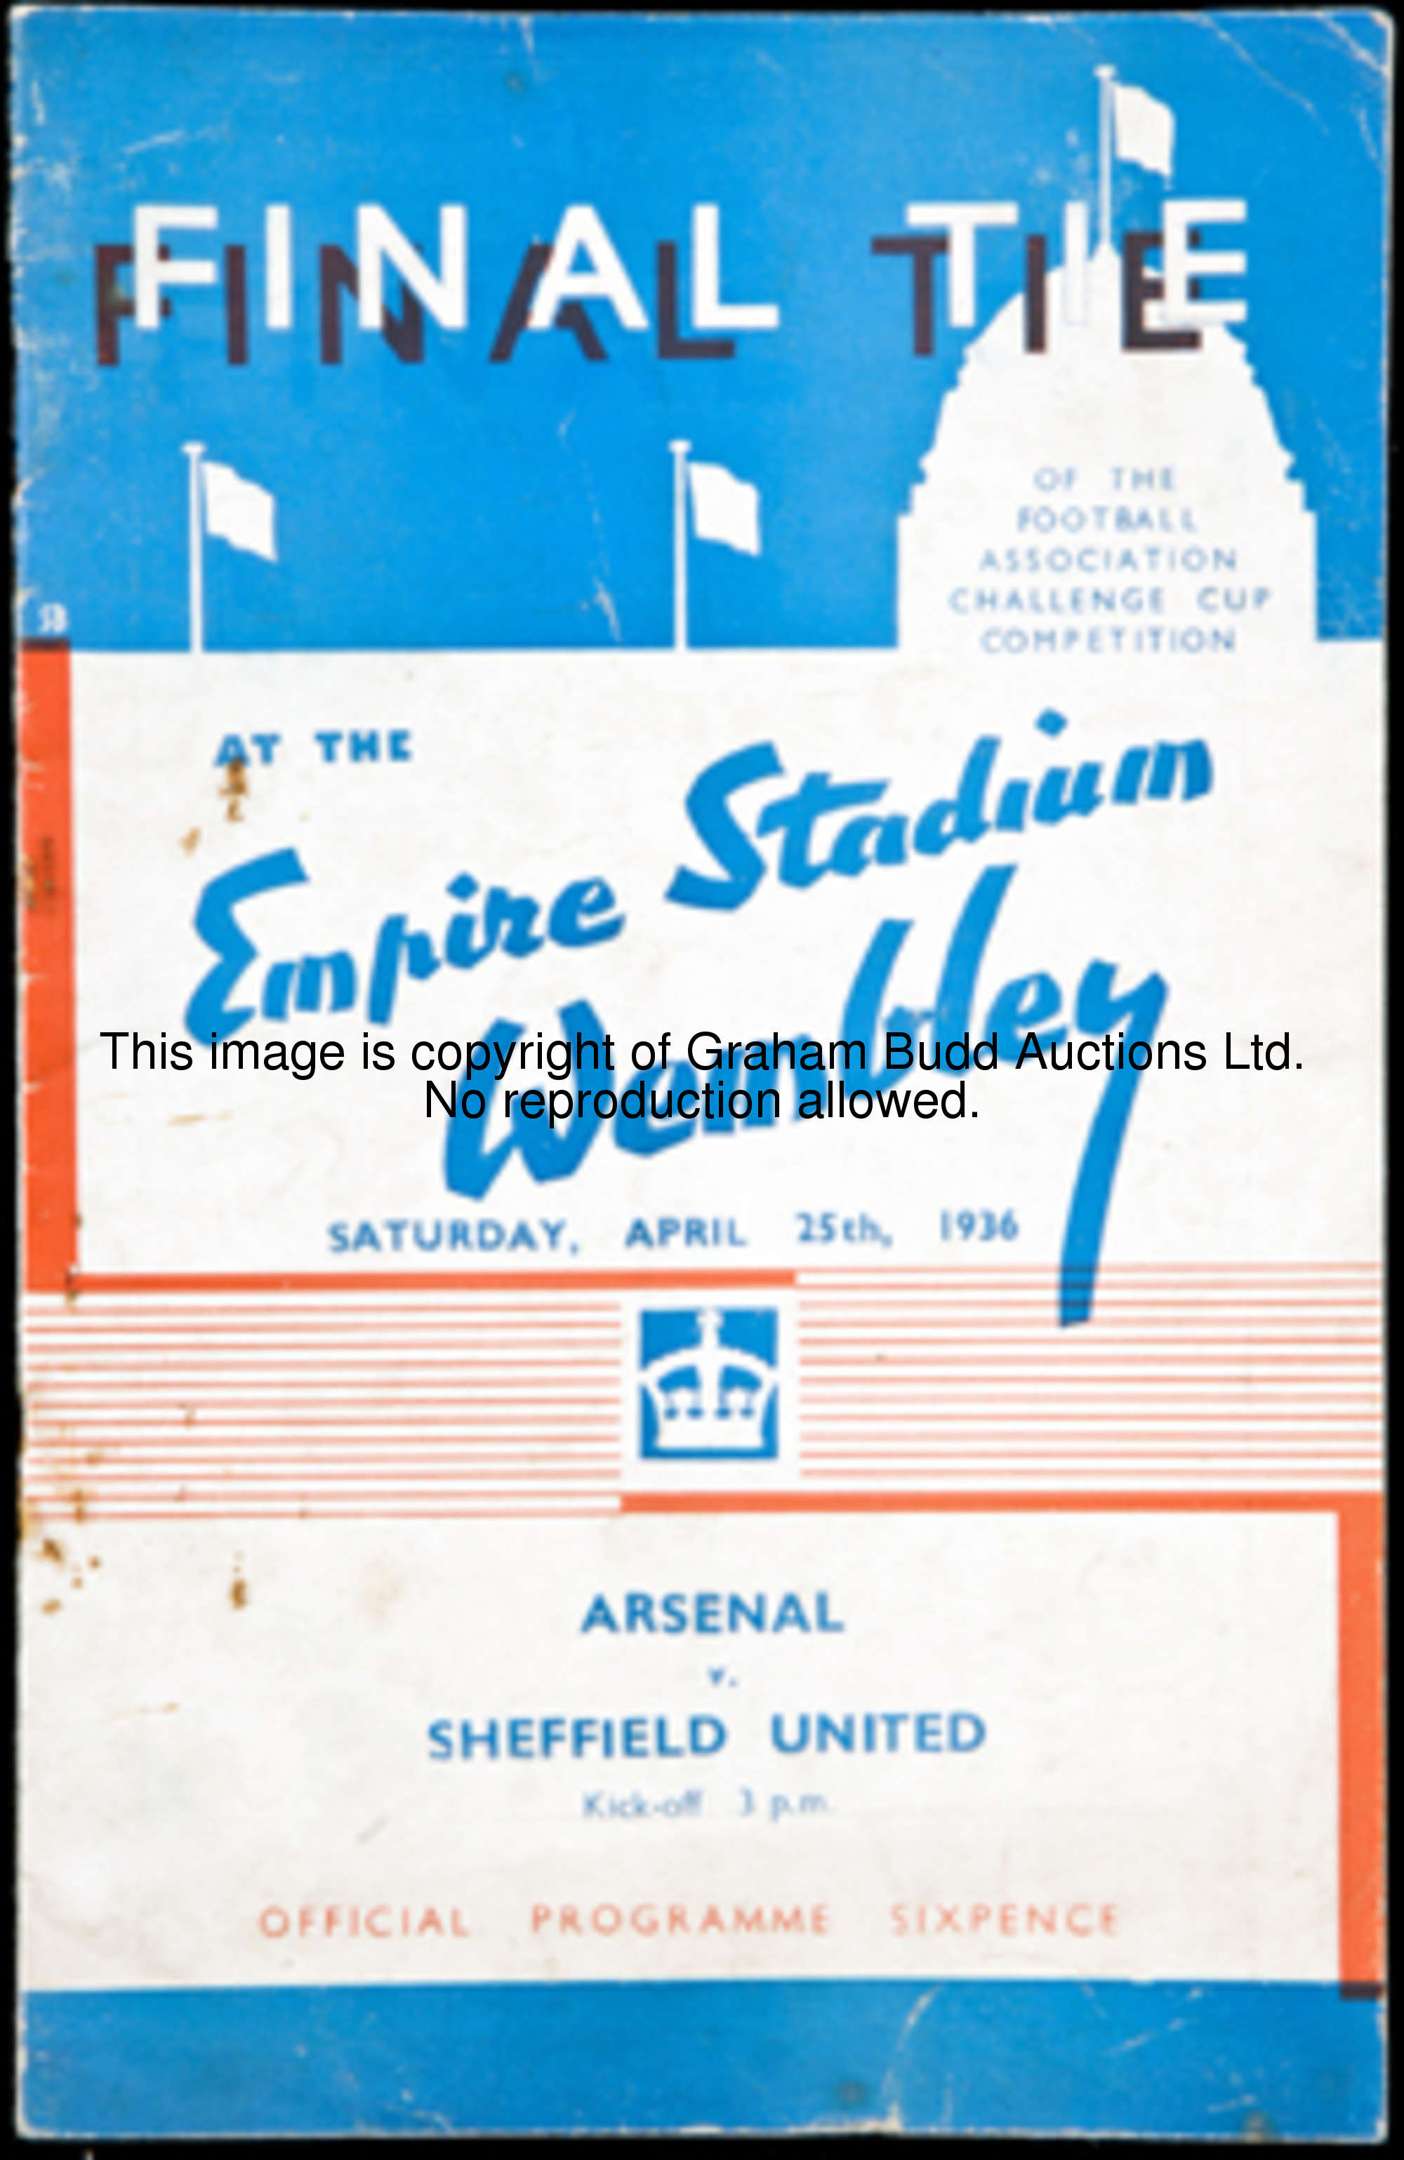 FINAL TIE
OF THE
FOOTBALL
ASSOCIATION
CHALLENGE CUP
COMPETITION
SB
AT THE
Empire Stadium
Wembley
This image is copyright of Graham Budd Auctions Ltd.
No reproduction allowed.
SATURDAY, APRIL 25th, 1936
ARSENAL
v.
SHEFFIELD UNITED
Kick-off 3 p.m.
OFFICIAL PROGRAMME SIXPENCE